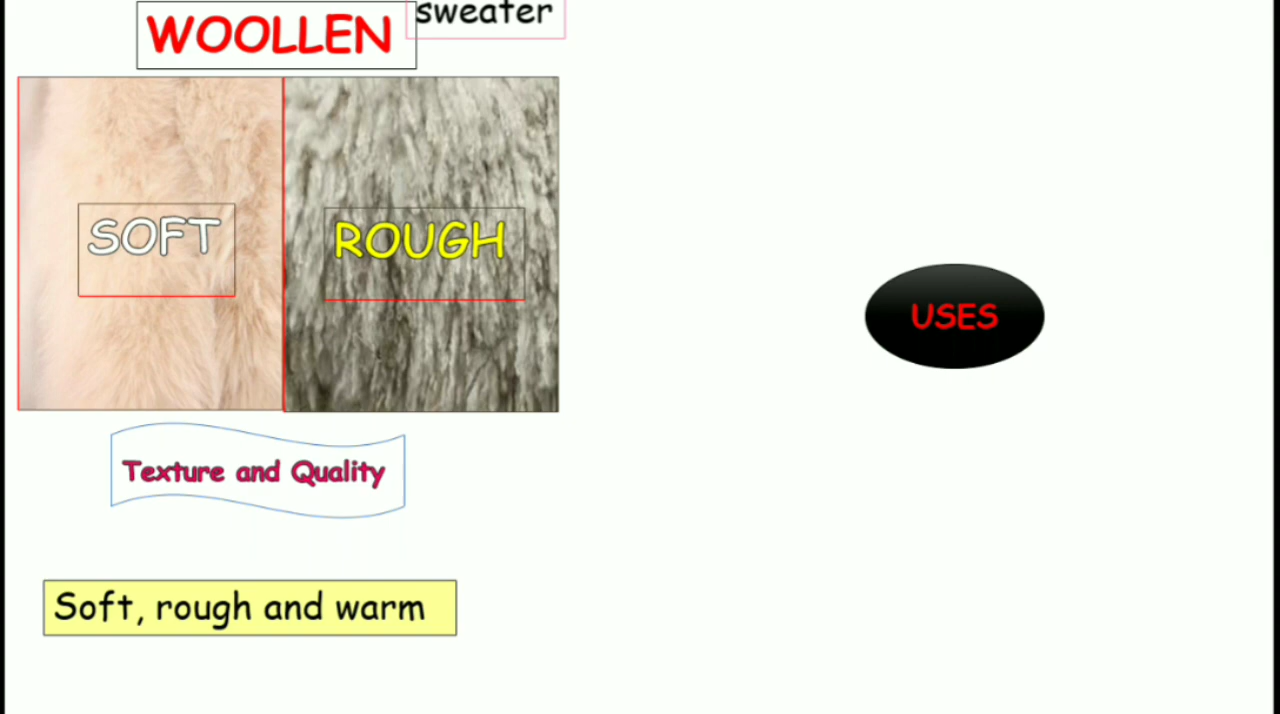 sweater
WOOLLEN
SOFT
ROUGH
USES
Texture and Quality
Soft, rough and warm